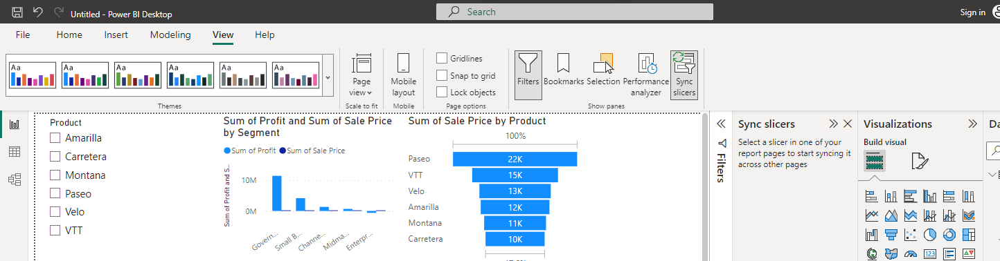 Untitled - Power BI Desktop
Search
Sign in
File Home Insert Modeling View Help
Aa Aa Aa Aa Aa Aa
Themes
Page view
Scale to fit
Mobile layout
Mobile
Gridlines
Snap to grid
Lock objects
Page options
Filters
Bookmarks
Selection
Performance analyzer
Sync slicers
Show panes
Product
Amarilla
Carretera
Montana
Paseo
Velo
VTT
Sum of Profit and Sum of Sale Price
by Segment
Sum of Profit Sum of Sale Price
Sum of Profit and S...
10M
0M
Govern...
Small B...
Channe...
Midma...
Enterpr...
Sum of Sale Price by Product
100%
Paseo 22K
VTT 15K
Velo 13K
Amarilla 12K
Montana 11K
Carretera 10K
Filters
Sync slicers
Select a slicer in one of your
report pages to start syncing it
across other pages
Visualizations
Build visual
123
Da